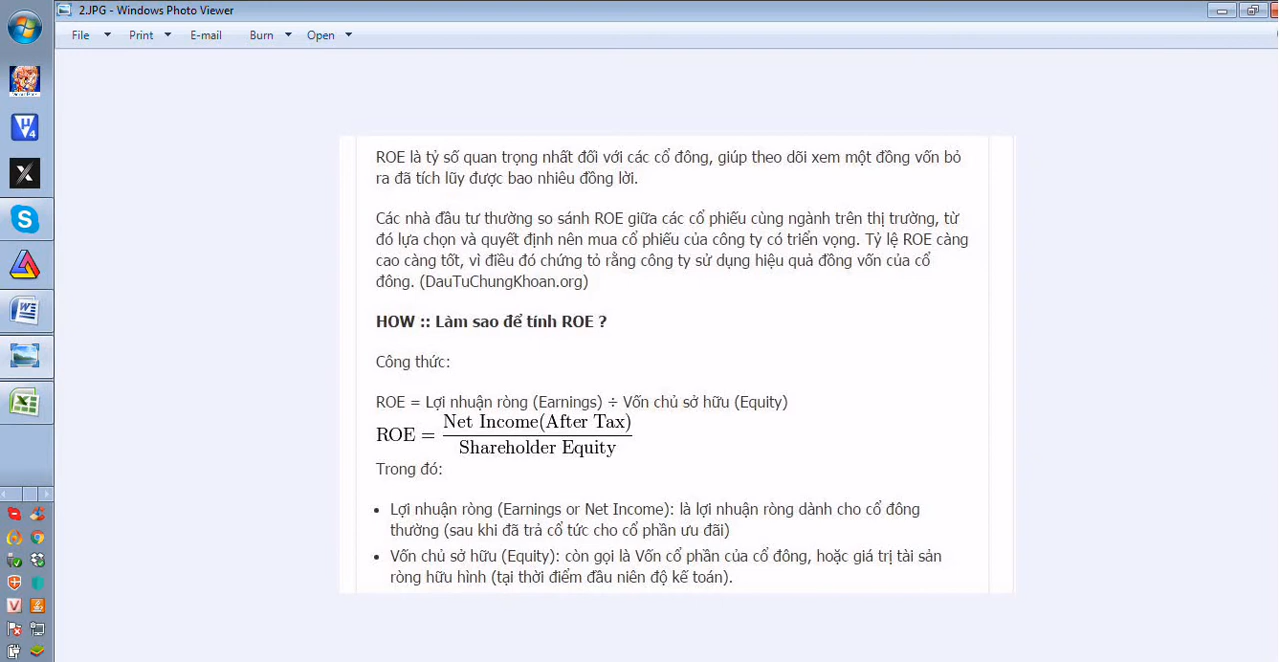 2.JPG - Windows Photo Viewer
File Print E-mail Burn Open
ROE là tỷ số quan trọng nhất đối với các cổ đông, giúp theo dõi xem một đồng vốn bỏ
ra đã tích lũy được bao nhiêu đồng lời.
Các nhà đầu tư thường so sánh ROE giữa các cổ phiếu cùng ngành trên thị trường, từ
đó lựa chọn và quyết định nên mua cổ phiếu của công ty có triển vọng. Tỷ lệ ROE càng
cao càng tốt, vì điều đó chứng tỏ rằng công ty sử dụng hiệu quả đồng vốn của cổ
đông. (DauTuChungKhoan.org)
HOW :: Làm sao để tính ROE ?
Công thức:
ROE = Lợi nhuận ròng (Earnings) ÷ Vốn chủ sở hữu (Equity)
Net Income(After Tax)
ROE =
Shareholder Equity
Trong đó:
• Lợi nhuận ròng (Earnings or Net Income): là lợi nhuận ròng dành cho cổ đông
thường (sau khi đã trả cổ tức cho cổ phần ưu đãi)
• Vốn chủ sở hữu (Equity): còn gọi là Vốn cổ phần của cổ đông, hoặc giá trị tài sản
ròng hữu hình (tại thời điểm đầu niên độ kế toán).